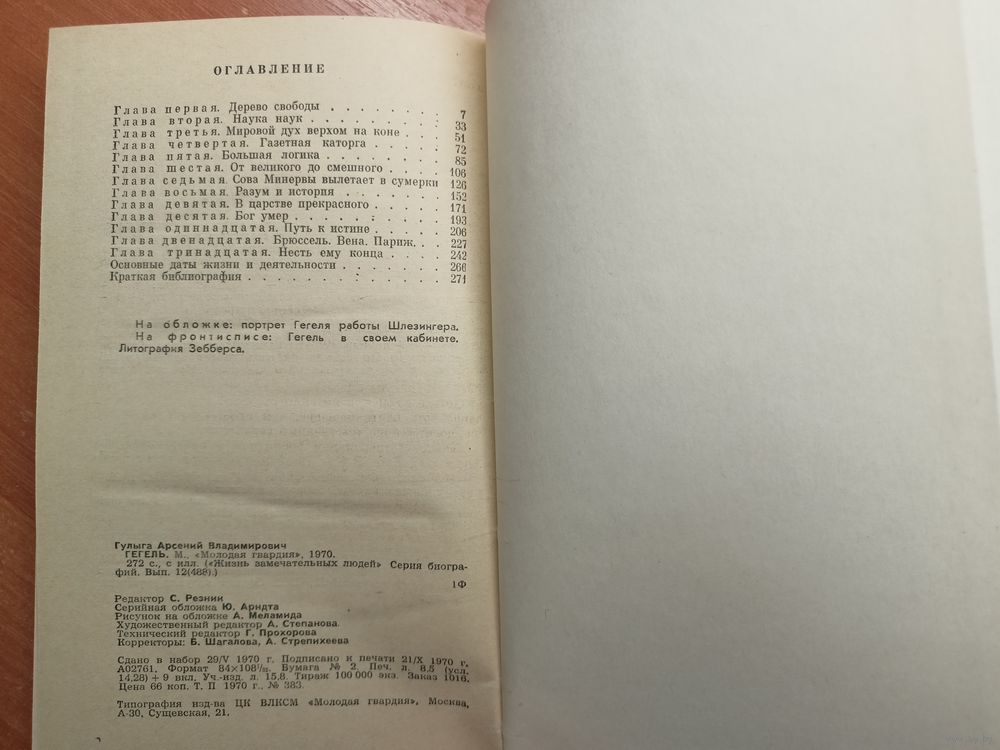 ОГЛАВЛЕНИЕ
Глава первая. Дерево свободы . . . . . . . . 7
Глава вторая. Наука наук . . . . . . . . . 33
Глава третья. Мировой дух верхом на коне . . . 51
Глава четвертая. Газетная каторга . . . . . 72
Глава пятая. Большая логика . . . . . . . . 85
Глава шестая. От великого до смешного . . . . 106
Глава седьмая. Сова Минервы вылетает в сумерки 126
Глава восьмая. Разум и история . . . . . . . 152
Глава девятая. В царстве прекрасного . . . . . 171
Глава десятая. Бог умер . . . . . . . . . . 193
Глава одиннадцатая. Путь к истине . . . . . 206
Глава двенадцатая. Брюссель. Вена. Париж. . . 227
Глава тринадцатая. Несть ему конца . . . . 242
Основные даты жизни и деятельности . . . . . . . 266
Краткая библиография . . . . . . . . . . . . . 271
На обложке: портрет Гегеля работы Шлезингера.
На фронтисписе: Гегель в своем кабинете.
Литография Зебберса.
Гулыга Арсений Владимирович
ГЕГЕЛЬ. М., «Молодая гвардия», 1970.
272 с., с илл. («Жизнь замечательных людей» Серия биогра-
фий. Вып. 12(488).)
1Ф
Редактор С. Резник
Серийная обложка Ю. Арндта
Рисунок на обложке А. Меламида
Художественный редактор А. Степанова
Технический редактор Г. Прохорова
Корректоры: Б. Шагалова, А. Стрепихеева
Сдано в набор 29/V 1970 г. Подписано к печати 21/X 1970 г.
А02761. Формат 84×108¹/₃₂. Бумага № 2. Печ. л. 8,5 (усл.
14,28) + 9 вкл. Уч.-изд. л. 15,8. Тираж 100 000 экз. Заказ 1016.
Цена 66 коп. Т. П 1970 г., № 383.
Типография изд-ва ЦК ВЛКСМ «Молодая гвардия», Москва,
А-30, Сущевская, 21.